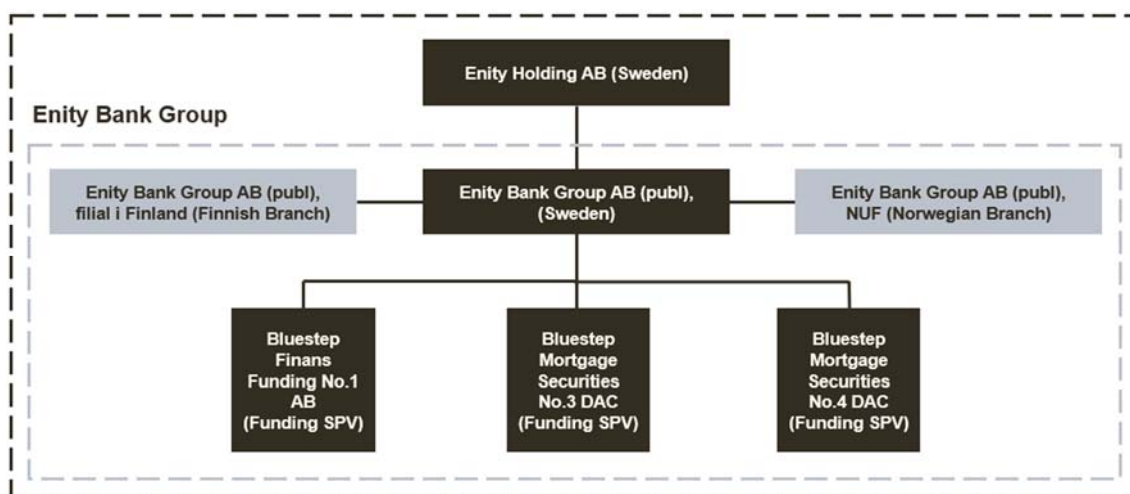 Enity Holding AB (Sweden)
Enity Bank Group
Enity Bank Group AB (publ),
filial i Finland (Finnish Branch)
Enity Bank Group AB (publ),
(Sweden)
Enity Bank Group AB (publ),
NUF (Norwegian Branch)
Bluestep
Finans
Funding No.1
AB
(Funding SPV)
Bluestep
Mortgage
Securities
No.3 DAC
(Funding SPV)
Bluestep
Mortgage
Securities
No.4 DAC
(Funding SPV)